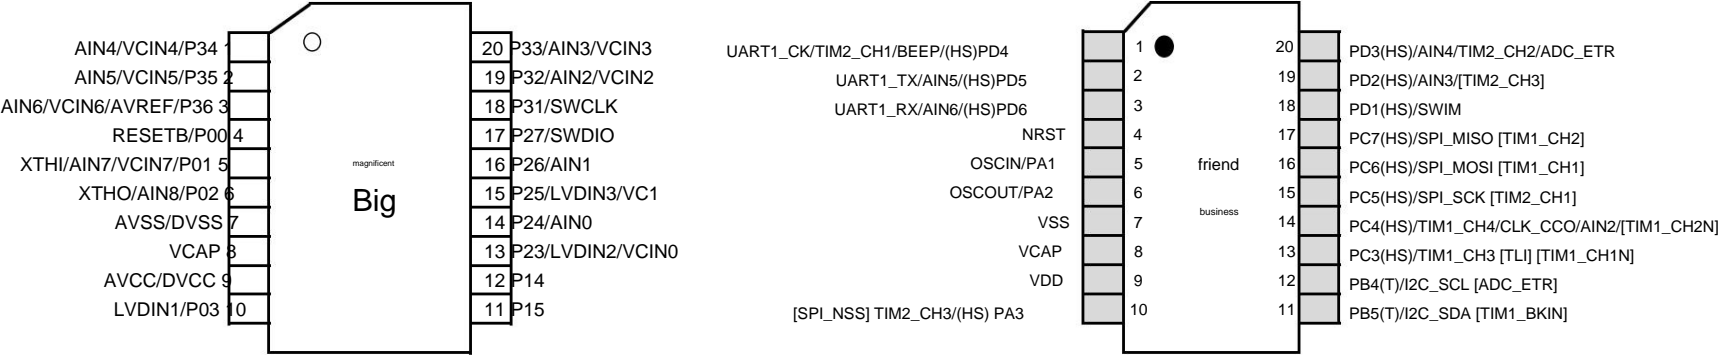 AIN4/VCIN4/P34 1
AIN5/VCIN5/P35 2
AIN6/VCIN6/AVREF/P36 3
RESETB/P00 4
XTHI/AIN7/VCIN7/P01 5
XTHO/AIN8/P02 6
AVSS/DVSS 7
VCAP 8
AVCC/DVCC 9
LVDIN1/P03 10
magnificent
Big
20 P33/AIN3/VCIN3
19 P32/AIN2/VCIN2
18 P31/SWCLK
17 P27/SWDIO
16 P26/AIN1
15 P25/LVDIN3/VC1
14 P24/AIN0
13 P23/LVDIN2/VCIN0
12 P14
11 P15
UART1_CK/TIM2_CH1/BEEP/(HS)PD4 1
UART1_TX/AIN5/(HS)PD5 2
UART1_RX/AIN6/(HS)PD6 3
NRST 4
OSCIN/PA1 5
OSCOUT/PA2 6
VSS 7
VCAP 8
VDD 9
[SPI_NSS] TIM2_CH3/(HS) PA3 10
friend
business
20 PD3(HS)/AIN4/TIM2_CH2/ADC_ETR
19 PD2(HS)/AIN3/[TIM2_CH3]
18 PD1(HS)/SWIM
17 PC7(HS)/SPI_MISO [TIM1_CH2]
16 PC6(HS)/SPI_MOSI [TIM1_CH1]
15 PC5(HS)/SPI_SCK [TIM2_CH1]
14 PC4(HS)/TIM1_CH4/CLK_CCO/AIN2/[TIM1_CH2N]
13 PC3(HS)/TIM1_CH3 [TLI] [TIM1_CH1N]
12 PB4(T)/I2C_SCL [ADC_ETR]
11 PB5(T)/I2C_SDA [TIM1_BKIN]